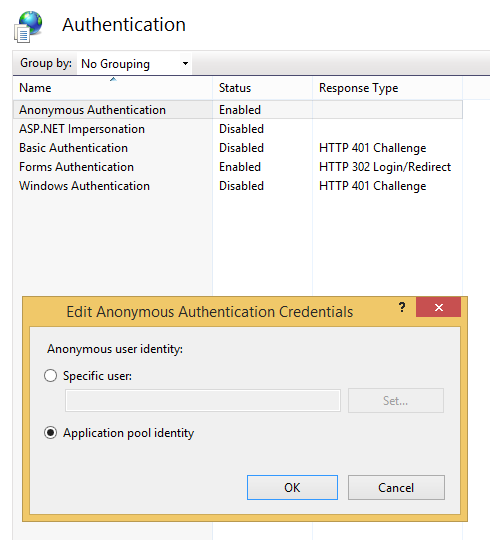 Authentication
Group by: No Grouping
Name Status Response Type
Anonymous Authentication Enabled
ASP.NET Impersonation Disabled
Basic Authentication Disabled HTTP 401 Challenge
Forms Authentication Enabled HTTP 302 Login/Redirect
Windows Authentication Disabled HTTP 401 Challenge
Edit Anonymous Authentication Credentials ? x
Anonymous user identity:
Specific user:
Set...
Application pool identity
OK Cancel